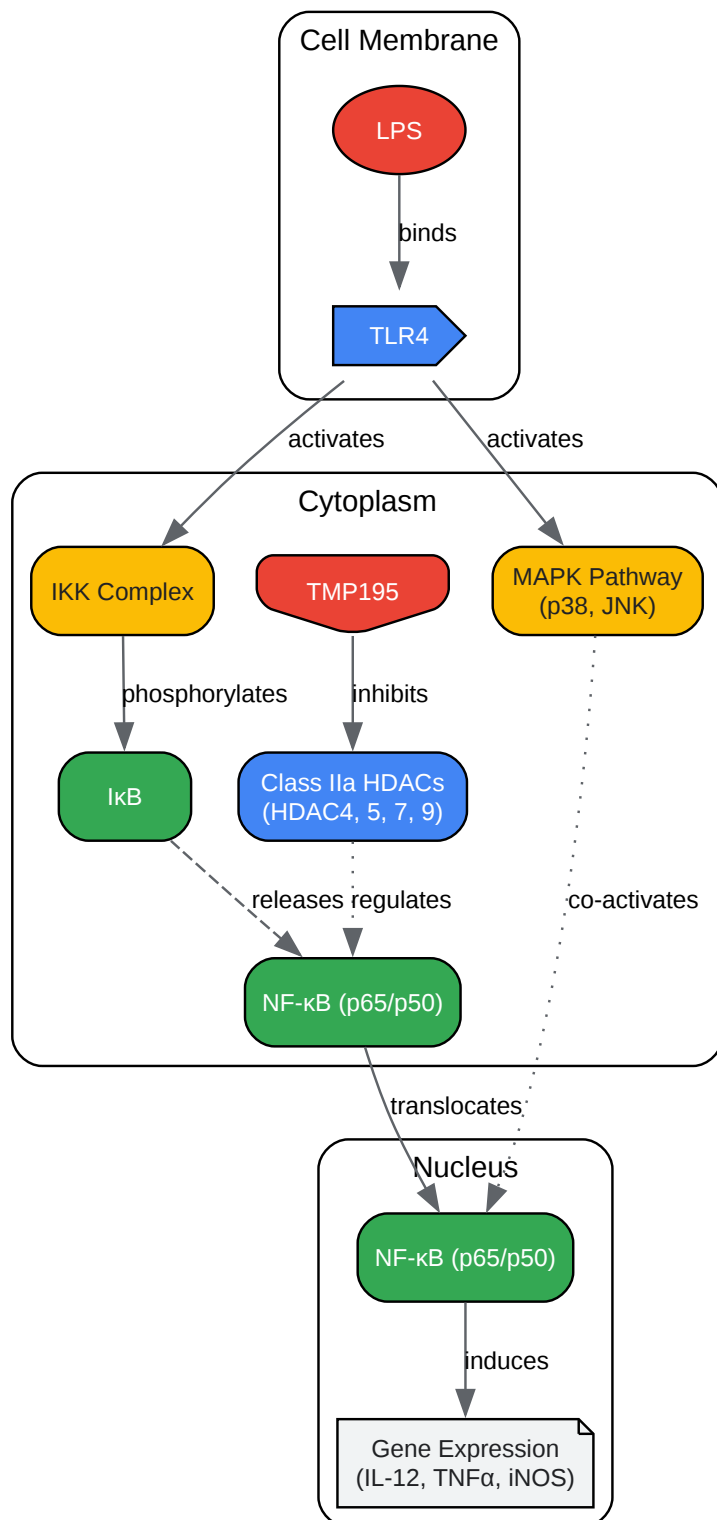 Cell Membrane
LPS
binds
TLR4
activates
activates
Cytoplasm
IKK Complex
TMP195
MAPK Pathway
(p38, JNK)
phosphorylates
inhibits
IκB
Class IIa HDACs
(HDAC4, 5, 7, 9)
releases
regulates
co-activates
NF-κB (p65/p50)
translocates
Nucleus
NF-κB (p65/p50)
induces
Gene Expression
(IL-12, TNFα, iNOS)